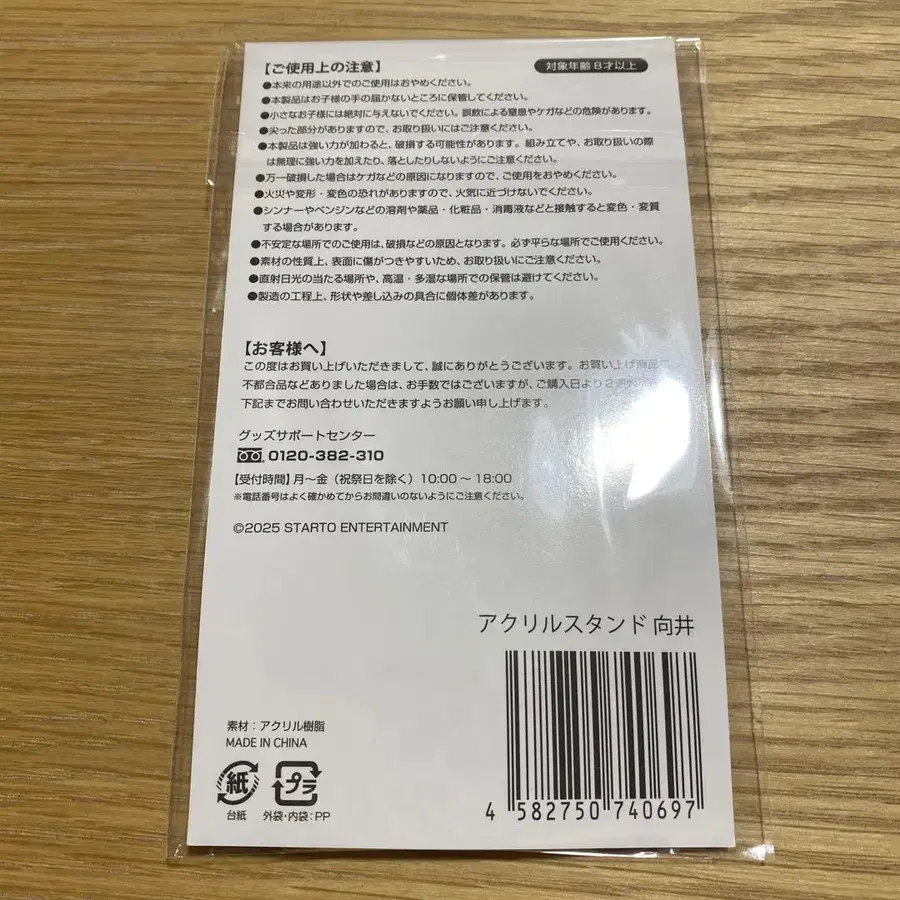 【ご使用上の注意】
対象年齢8才以上
●本来の用途以外でのご使用はおやめください。
●本製品はお子様の手の届かないところに保管してください。
●小さなお子様には絶対に与えないでください。誤飲による窒息やケガなどの危険があります。
●尖った部分がありますので、お取り扱いにはご注意ください。
●本製品は強い力が加わると、破損する可能性があります。組み立てや、お取り扱いの際
は無理に強い力を加えたり、落としたりしないようにご注意ください。
●万一破損した場合はケガなどの原因になりますので、ご使用をおやめください。
●火災や変形・変色の恐れがありますので、火気に近づけないでください。
●シンナーやベンジンなどの溶剤や薬品・化粧品・消毒液などと接触すると変色・変質
する場合があります。
●不安定な場所でのご使用は、破損などの原因となります。必ず平らな場所でご使用ください。
●素材の性質上、表面に傷がつきやすいため、お取り扱いにご注意ください。
●直射日光の当たる場所や、高温・多湿な場所での保管は避けてください。
●製造の工程上、形状や差し込みの具合に個体差があります。
【お客様へ】
この度はお買い上げいただきまして、誠にありがとうございます。お買い上げ商品に
不都合品などありました場合は、お手数ではございますが、ご購入日より2週
下記までお問い合わせいただきますようお願い申し上げます。
グッズサポートセンター
0120-382-310
【受付時間】月〜金（祝祭日を除く）10:00〜18:00
※電話番号はよく確かめてからお間違いのないようにご注意ください。
©2025 STARTO ENTERTAINMENT
アクリルスタンド 向井
素材：アクリル樹脂
MADE IN CHINA
紙
プラ
台紙
外袋・内袋：PP
4 582750 740697